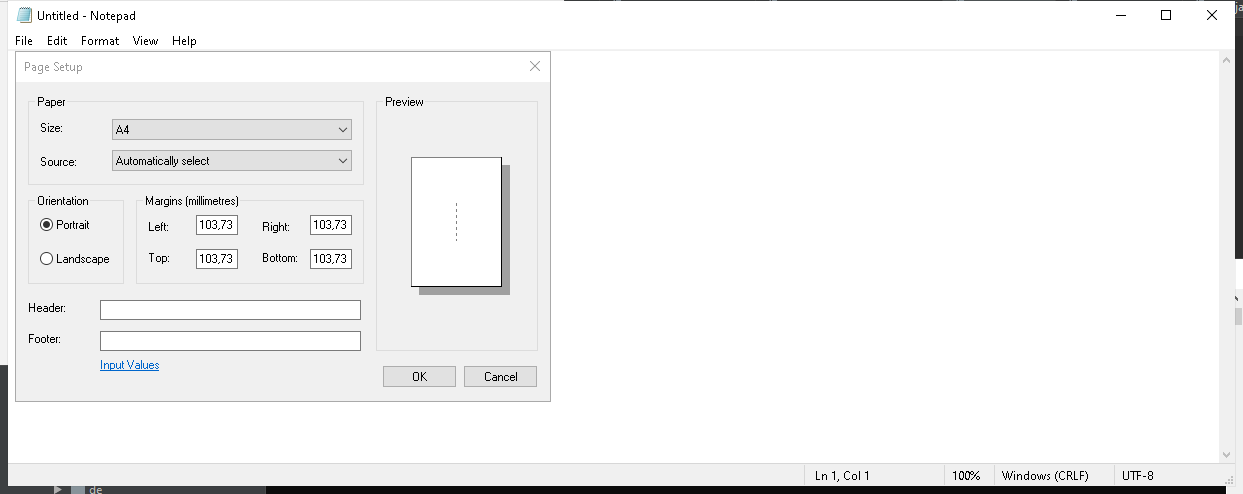 Untitled - Notepad
File Edit Format View Help
Page Setup
Paper
Size: A4
Source: Automatically select
Preview
Orientation
Portrait
Landscape
Margins (millimetres)
Left: 103,73 Right: 103,73
Top: 103,73 Bottom: 103,73
Header:
Footer:
Input Values
OK Cancel
Ln 1, Col 1 100% Windows (CRLF) UTF-8
de